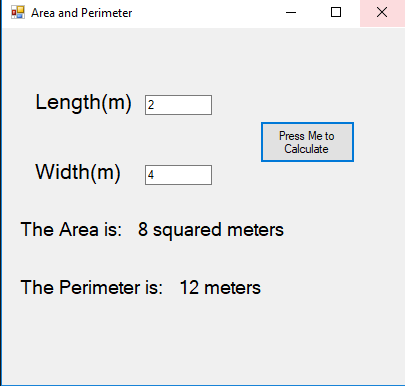 Area and Perimeter
Length(m) 2
Press Me to
Calculate
Width(m) 4
The Area is: 8 squared meters
The Perimeter is: 12 meters